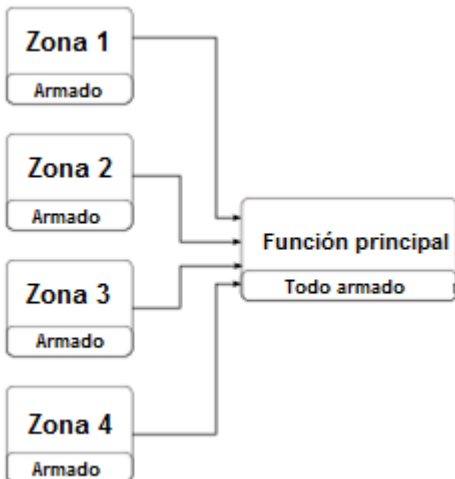 Zona 1
Armado
Zona 2
Armado
Función principal
Todo armado
Zona 3
Armado
Zona 4
Armado